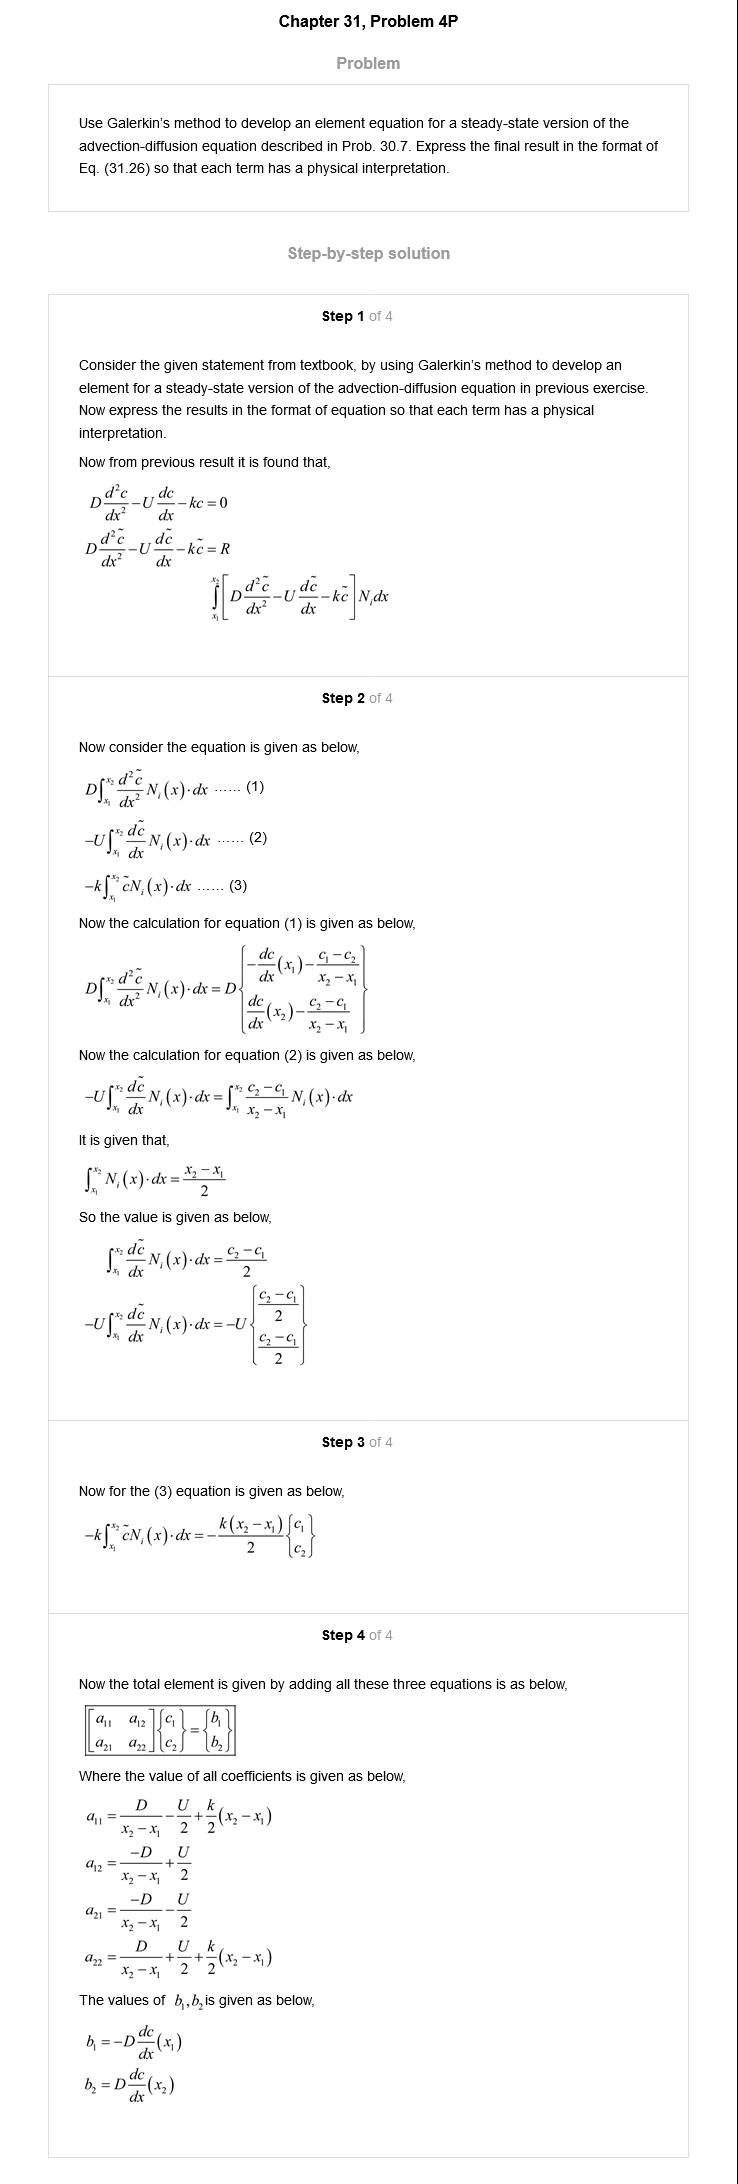 Chapter 31, Problem 4P
Problem
Use Galerkin's method to develop an element equation for a steady-state version of the
advection-diffusion equation described in Prob. 30.7. Express the final result in the format of
Eq. (31.26) so that each term has a physical interpretation.
Step-by-step solution
Step 1 of 4
Consider the given statement from textbook, by using Galerkin's method to develop an
element for a steady-state version of the advection-diffusion equation in previous exercise.
Now express the results in the format of equation so that each term has a physical
interpretation.
Now from previous result it is found that,
$D\frac{d^2c}{dx^2}-U\frac{dc}{dx}-kc=0$
$D\frac{d^2\tilde{c}}{dx^2}-U\frac{d\tilde{c}}{dx}-k\tilde{c}=R$
$\int_{x_1}^{x_2}\left[D\frac{d^2\tilde{c}}{dx^2}-U\frac{d\tilde{c}}{dx}-k\tilde{c}\right]N_i dx$
Step 2 of 4
Now consider the equation is given as below,
$D\int_{x_1}^{x_2}\frac{d^2\tilde{c}}{dx^2}N_i(x)\cdot dx$ ...... (1)
$-U\int_{x_1}^{x_2}\frac{d\tilde{c}}{dx}N_i(x)\cdot dx$ ...... (2)
$-k\int_{x_1}^{x_2}\tilde{c}N_i(x)\cdot dx$ ...... (3)
Now the calculation for equation (1) is given as below,
$D\int_{x_1}^{x_2}\frac{d^2\tilde{c}}{dx^2}N_i(x)\cdot dx=D\begin{Bmatrix}-\frac{dc}{dx}(x_1)-\frac{c_1-c_2}{x_2-x_1}\\\frac{dc}{dx}(x_2)-\frac{c_2-c_1}{x_2-x_1}\end{Bmatrix}$
Now the calculation for equation (2) is given as below,
$-U\int_{x_1}^{x_2}\frac{d\tilde{c}}{dx}N_i(x)\cdot dx=\int_{x_1}^{x_2}\frac{c_2-c_1}{x_2-x_1}N_i(x)\cdot dx$
It is given that,
$\int_{x_1}^{x_2}N_i(x)\cdot dx=\frac{x_2-x_1}{2}$
So the value is given as below,
$\int_{x_1}^{x_2}\frac{d\tilde{c}}{dx}N_i(x)\cdot dx=\frac{c_2-c_1}{2}$
$-U\int_{x_1}^{x_2}\frac{d\tilde{c}}{dx}N_i(x)\cdot dx=-U\begin{Bmatrix}\frac{c_2-c_1}{2}\\\frac{c_2-c_1}{2}\end{Bmatrix}$
Step 3 of 4
Now for the (3) equation is given as below,
$-k\int_{x_1}^{x_2}\tilde{c}N_i(x)\cdot dx=-\frac{k(x_2-x_1)}{2}\begin{Bmatrix}c_1\\c_2\end{Bmatrix}$
Step 4 of 4
Now the total element is given by adding all these three equations is as below,
$\begin{bmatrix}a_{11}&a_{12}\\a_{21}&a_{22}\end{bmatrix}\begin{Bmatrix}c_1\\c_2\end{Bmatrix}=\begin{Bmatrix}b_1\\b_2\end{Bmatrix}$
Where the value of all coefficients is given as below,
$a_{11}=\frac{D}{x_2-x_1}-\frac{U}{2}+\frac{k}{2}(x_2-x_1)$
$a_{12}=\frac{-D}{x_2-x_1}+\frac{U}{2}$
$a_{21}=\frac{-D}{x_2-x_1}-\frac{U}{2}$
$a_{22}=\frac{D}{x_2-x_1}+\frac{U}{2}+\frac{k}{2}(x_2-x_1)$
The values of $b_1,b_2$ is given as below,
$b_1=-D\frac{dc}{dx}(x_1)$
$b_2=D\frac{dc}{dx}(x_2)$